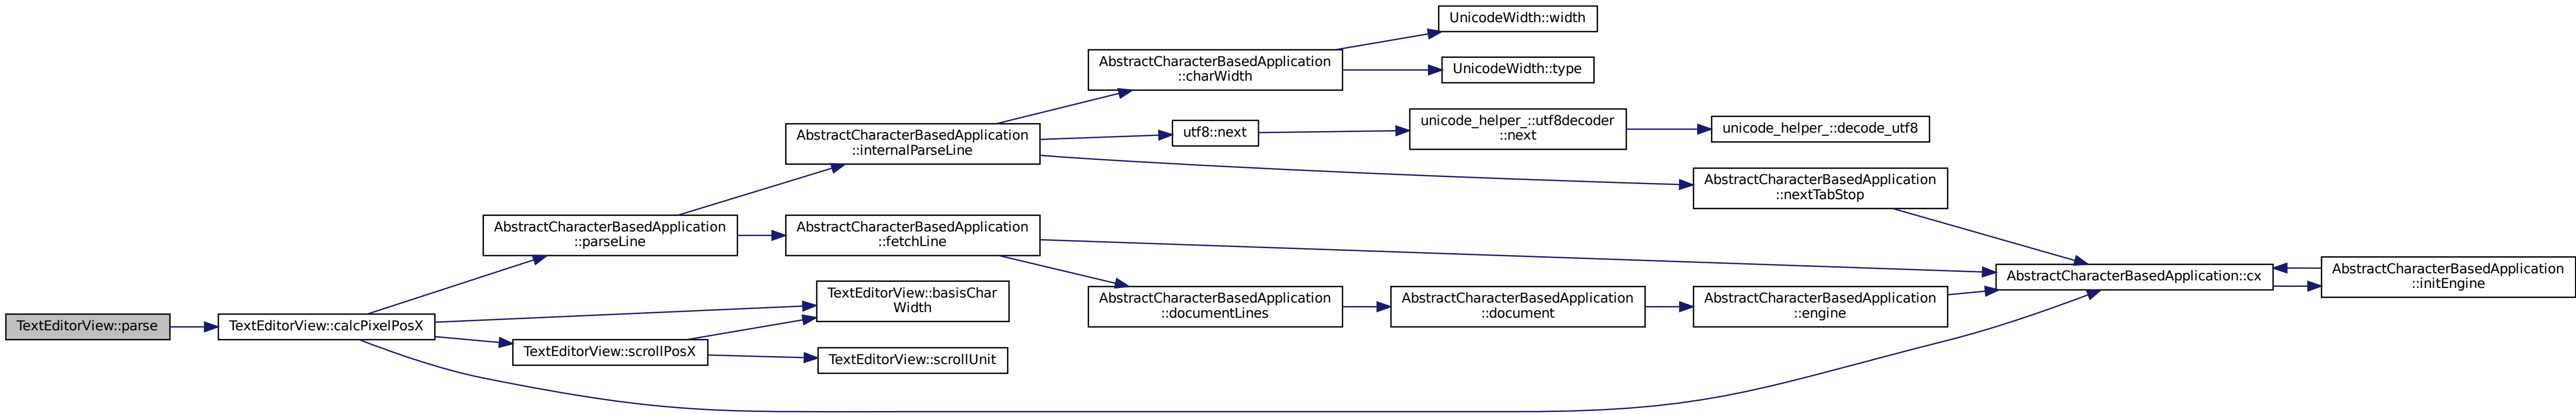 TextEditorView::parse
TextEditorView::calcPixelPosX
AbstractCharacterBasedApplication
::parseLine
TextEditorView::scrollPosX
AbstractCharacterBasedApplication
::internalParseLine
AbstractCharacterBasedApplication
::fetchLine
TextEditorView::basisChar
Width
TextEditorView::scrollUnit
AbstractCharacterBasedApplication
::charWidth
utf8::next
AbstractCharacterBasedApplication
::documentLines
UnicodeWidth::width
UnicodeWidth::type
unicode_helper_::utf8decoder
::next
AbstractCharacterBasedApplication
::document
unicode_helper_::decode_utf8
AbstractCharacterBasedApplication
::nextTabStop
AbstractCharacterBasedApplication
::engine
AbstractCharacterBasedApplication::cx
AbstractCharacterBasedApplication
::initEngine